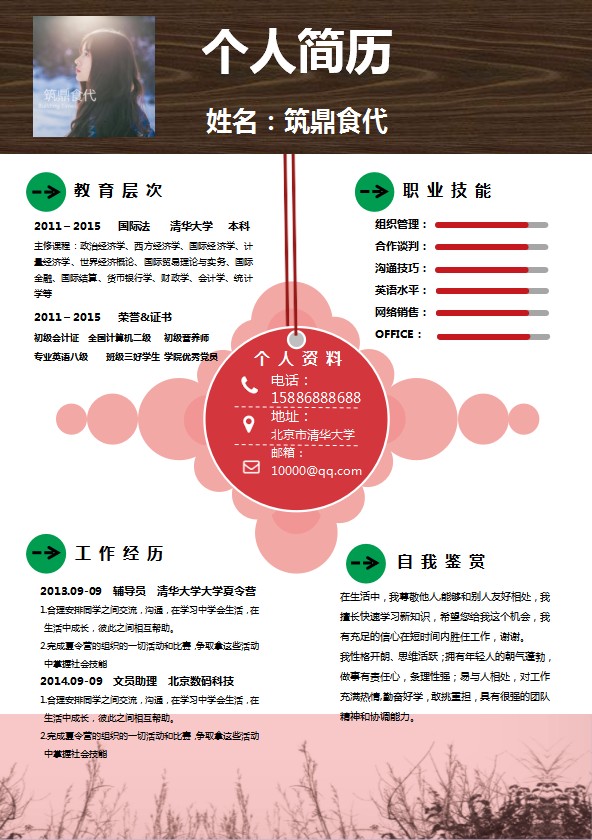 个人简历
姓名：筑鼎食代
筑鼎食代
教育层次
2011－2015 国际法 清华大学 本科
主修课程：政治经济学、西方经济学、国际经济学、计
量经济学、世界经济概论、国际贸易理论与实务、国际
金融、国际结算、货币银行学、财政学、会计学、统计
学等
2011－2015 荣誉&证书
初级会计证 全国计算机二级 初级营养师
专业英语八级 班级三好学生 学院优秀党员
职业技能
组织管理：
合作谈判：
沟通技巧：
英语水平：
网络销售：
OFFICE：
个人资料
电话：
15886888688
地址：
北京市清华大学
邮箱：
10000@qq.com
工作经历
2013.09-09 辅导员 清华大学大学夏令营
1.合理安排同学之间交流，沟通，在学习中学会生活，在
生活中成长，彼此之间相互帮助。
2.完成夏令营的组织的一切活动和比赛，争取拿这些活动
中掌握社会技能
2014.09-09 文员助理 北京数码科技
1.合理安排同学之间交流，沟通，在学习中学会生活，在
生活中成长，彼此之间相互帮助。
2.完成夏令营的组织的一切活动和比赛，争取拿这些活动
中掌握社会技能
自我鉴赏
在生活中，我尊敬他人,能够和别人友好相处，我
擅长快速学习新知识，希望您给我这个机会，我
有充足的信心在短时间内胜任工作，谢谢。
我性格开朗、思维活跃；拥有年轻人的朝气蓬勃，
做事有责任心，条理性强；易与人相处，对工作
充满热情,勤奋好学，敢挑重担，具有很强的团队
精神和协调能力。